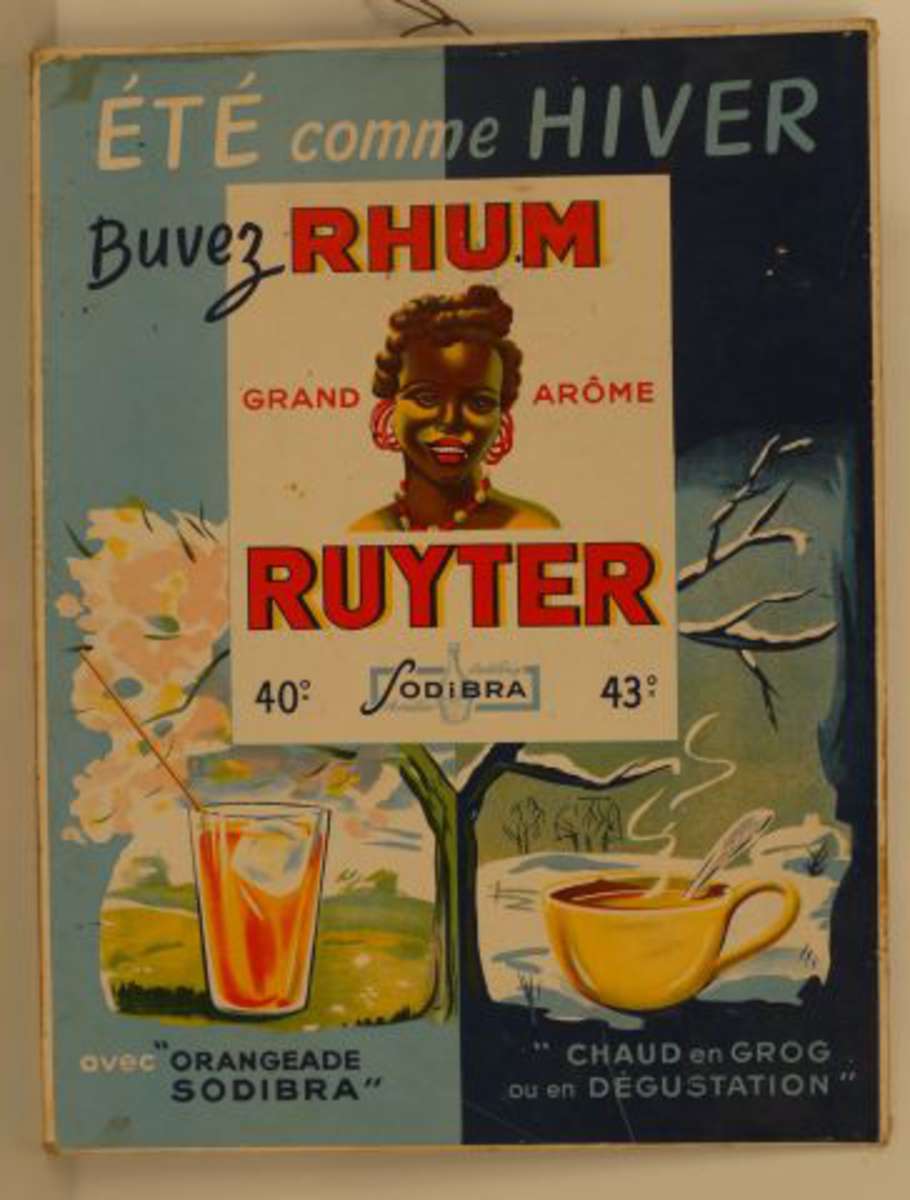 ÉTÉ comme HIVER
Buvez RHUM
GRAND ARÔME
RUYTER
40° SODiBRA 43°
avec "ORANGEADE
SODIBRA"
"CHAUD en GROG
ou en DÉGUSTATION"